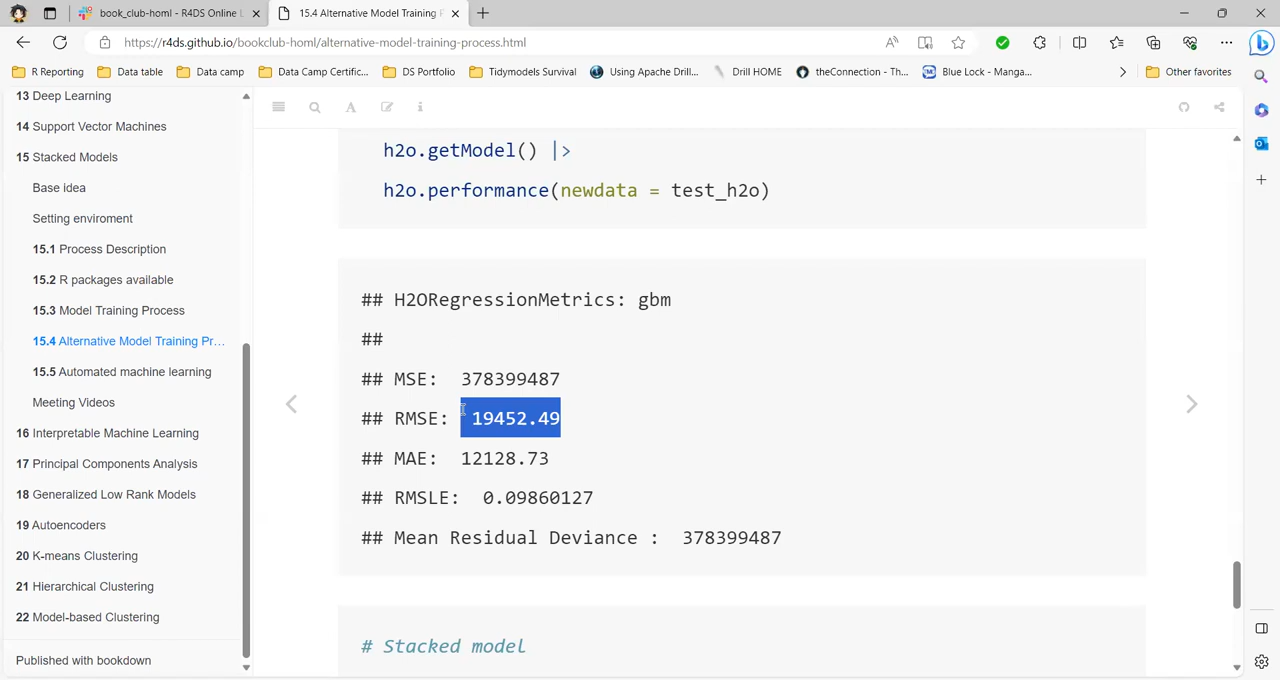 book_club-homl - R4DS Online L
15.4 Alternative Model Training P
https://r4ds.github.io/bookclub-homl/alternative-model-training-process.html
R Reporting
Data table
Data camp
Data Camp Certific...
DS Portfolio
Tidymodels Survival
Using Apache Drill...
Drill HOME
theConnection - Th...
Blue Lock - Manga...
Other favorites
13 Deep Learning
14 Support Vector Machines
15 Stacked Models
Base idea
Setting enviroment
15.1 Process Description
15.2 R packages available
15.3 Model Training Process
15.4 Alternative Model Training Pr...
15.5 Automated machine learning
Meeting Videos
16 Interpretable Machine Learning
17 Principal Components Analysis
18 Generalized Low Rank Models
19 Autoencoders
20 K-means Clustering
21 Hierarchical Clustering
22 Model-based Clustering
Published with bookdown
h2o.getModel() |>
h2o.performance(newdata = test_h2o)
## H2ORegressionMetrics: gbm
##
## MSE:  378399487
## RMSE:  19452.49
## MAE:  12128.73
## RMSLE:  0.09860127
## Mean Residual Deviance :  378399487
# Stacked model